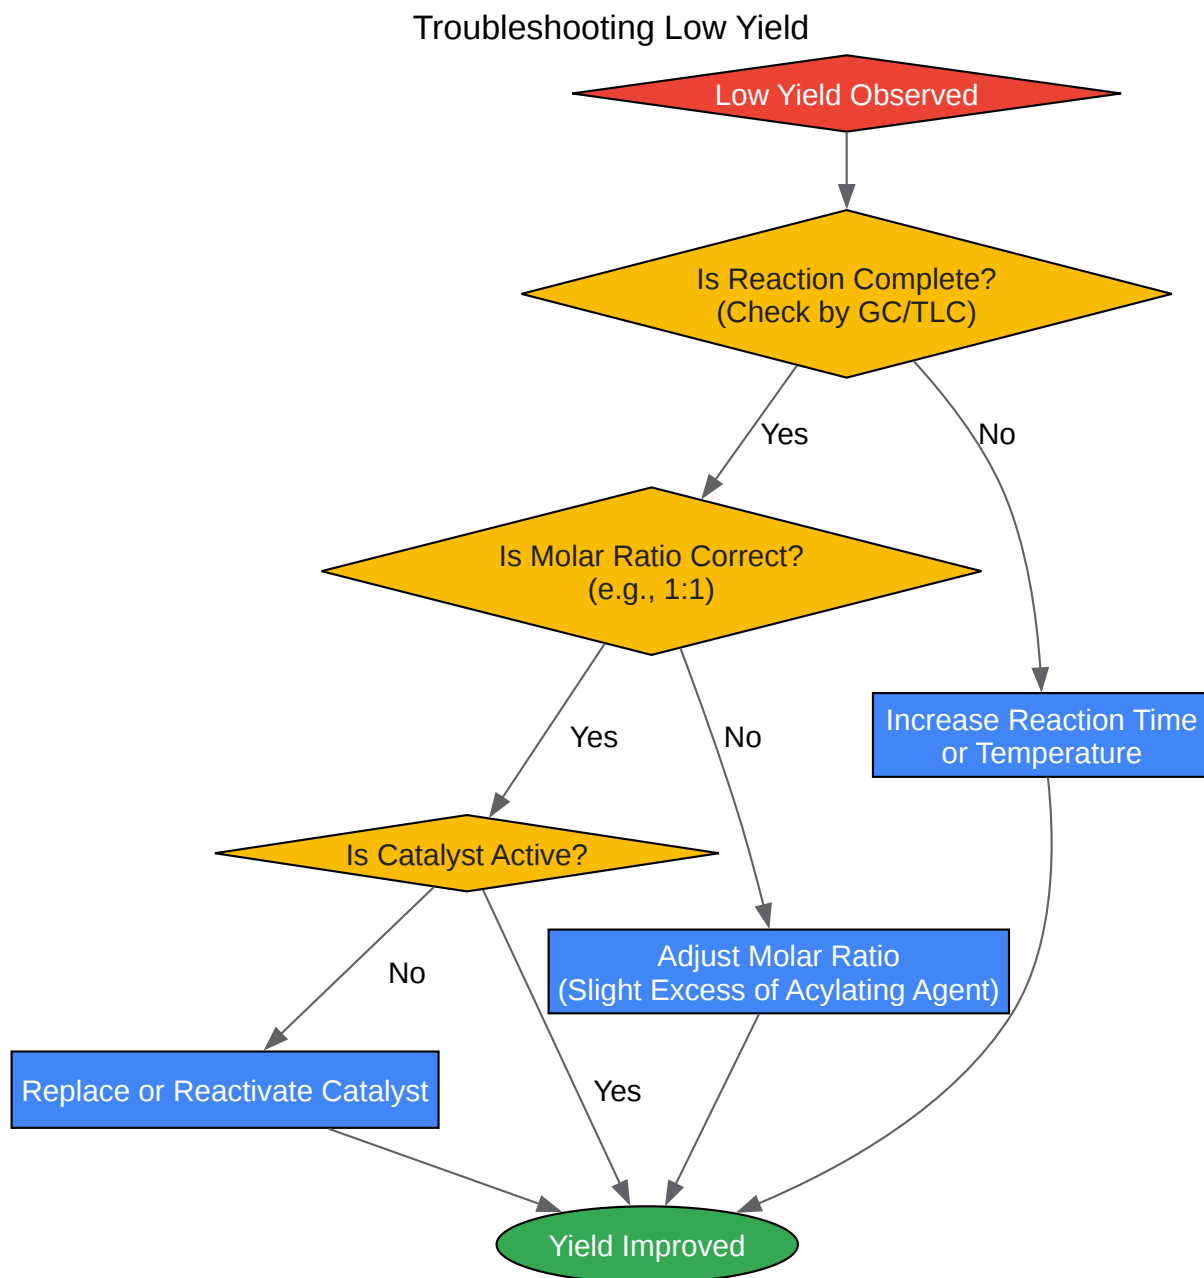 Troubleshooting Low Yield
Low Yield Observed
Is Reaction Complete?
(Check by GC/TLC)
Yes
No
Is Molar Ratio Correct?
(e.g., 1:1)
Yes
No
Increase Reaction Time
or Temperature
Is Catalyst Active?
No
Yes
Adjust Molar Ratio
(Slight Excess of Acylating Agent)
Replace or Reactivate Catalyst
Yield Improved